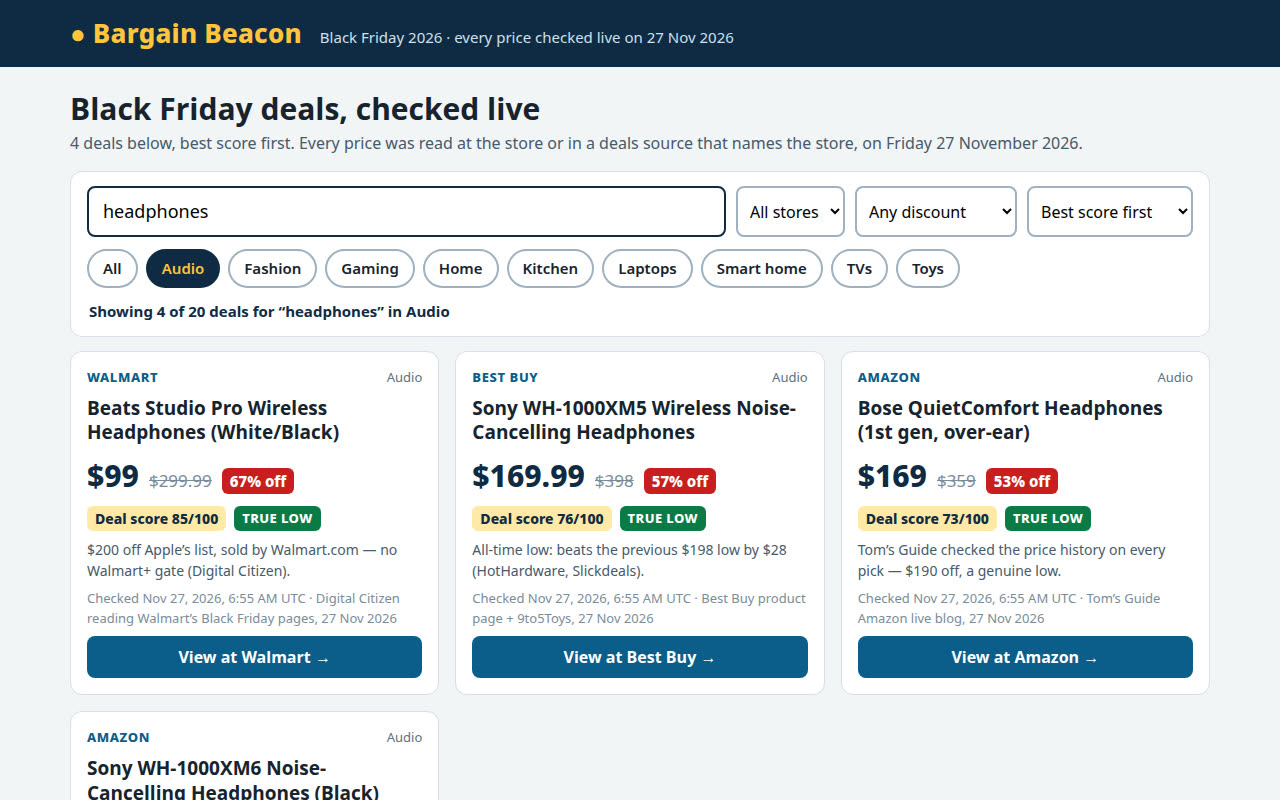 ● Bargain Beacon Black Friday 2026 · every price checked live on 27 Nov 2026
Black Friday deals, checked live
4 deals below, best score first. Every price was read at the store or in a deals source that names the store, on Friday 27 November 2026.
headphones All stores Any discount Best score first
All Audio Fashion Gaming Home Kitchen Laptops Smart home TVs Toys
Showing 4 of 20 deals for “headphones” in Audio
WALMART Audio
Beats Studio Pro Wireless
Headphones (White/Black)
$99 $299.99 67% off
Deal score 85/100 TRUE LOW
$200 off Apple’s list, sold by Walmart.com — no
Walmart+ gate (Digital Citizen).
Checked Nov 27, 2026, 6:55 AM UTC · Digital Citizen
reading Walmart’s Black Friday pages, 27 Nov 2026
View at Walmart →
BEST BUY Audio
Sony WH-1000XM5 Wireless Noise-
Cancelling Headphones
$169.99 $398 57% off
Deal score 76/100 TRUE LOW
All-time low: beats the previous $198 low by $28
(HotHardware, Slickdeals).
Checked Nov 27, 2026, 6:55 AM UTC · Best Buy product
page + 9to5Toys, 27 Nov 2026
View at Best Buy →
AMAZON Audio
Bose QuietComfort Headphones
(1st gen, over-ear)
$169 $359 53% off
Deal score 73/100 TRUE LOW
Tom’s Guide checked the price history on every
pick — $190 off, a genuine low.
Checked Nov 27, 2026, 6:55 AM UTC · Tom’s Guide
Amazon live blog, 27 Nov 2026
View at Amazon →
AMAZON Audio
Sony WH-1000XM6 Noise-
Cancelling Headphones (Black)